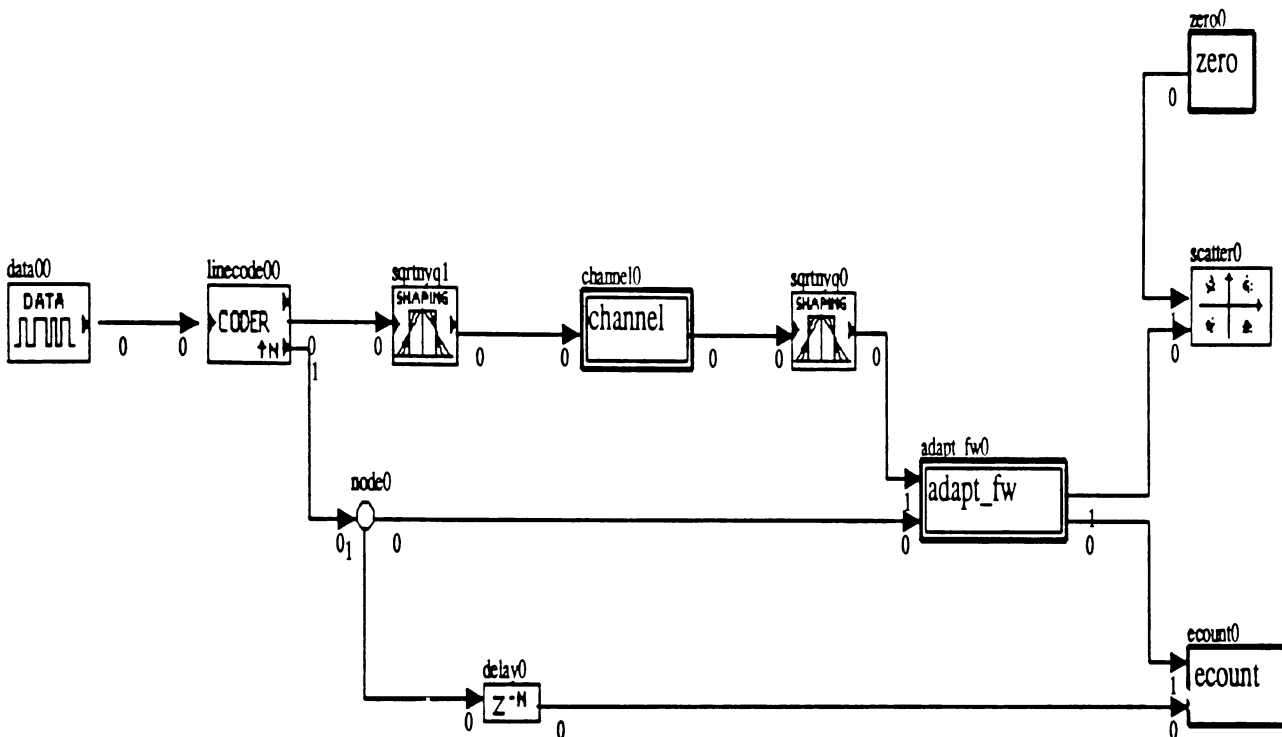 zero0
zero
0
data00
DATA
0
0
linecode00
CODER
↑N
0
1
0
sqrtnyq1
SHAPING
0
0
channel0
channel
0
0
sqrtnyq0
SHAPING
0
scatter0
1
0
adapt_fw0
adapt_fw
1
0
1
0
node0
0
1
0
delay0
Z⁻ᴺ
0
0
ecount0
ecount
1
0